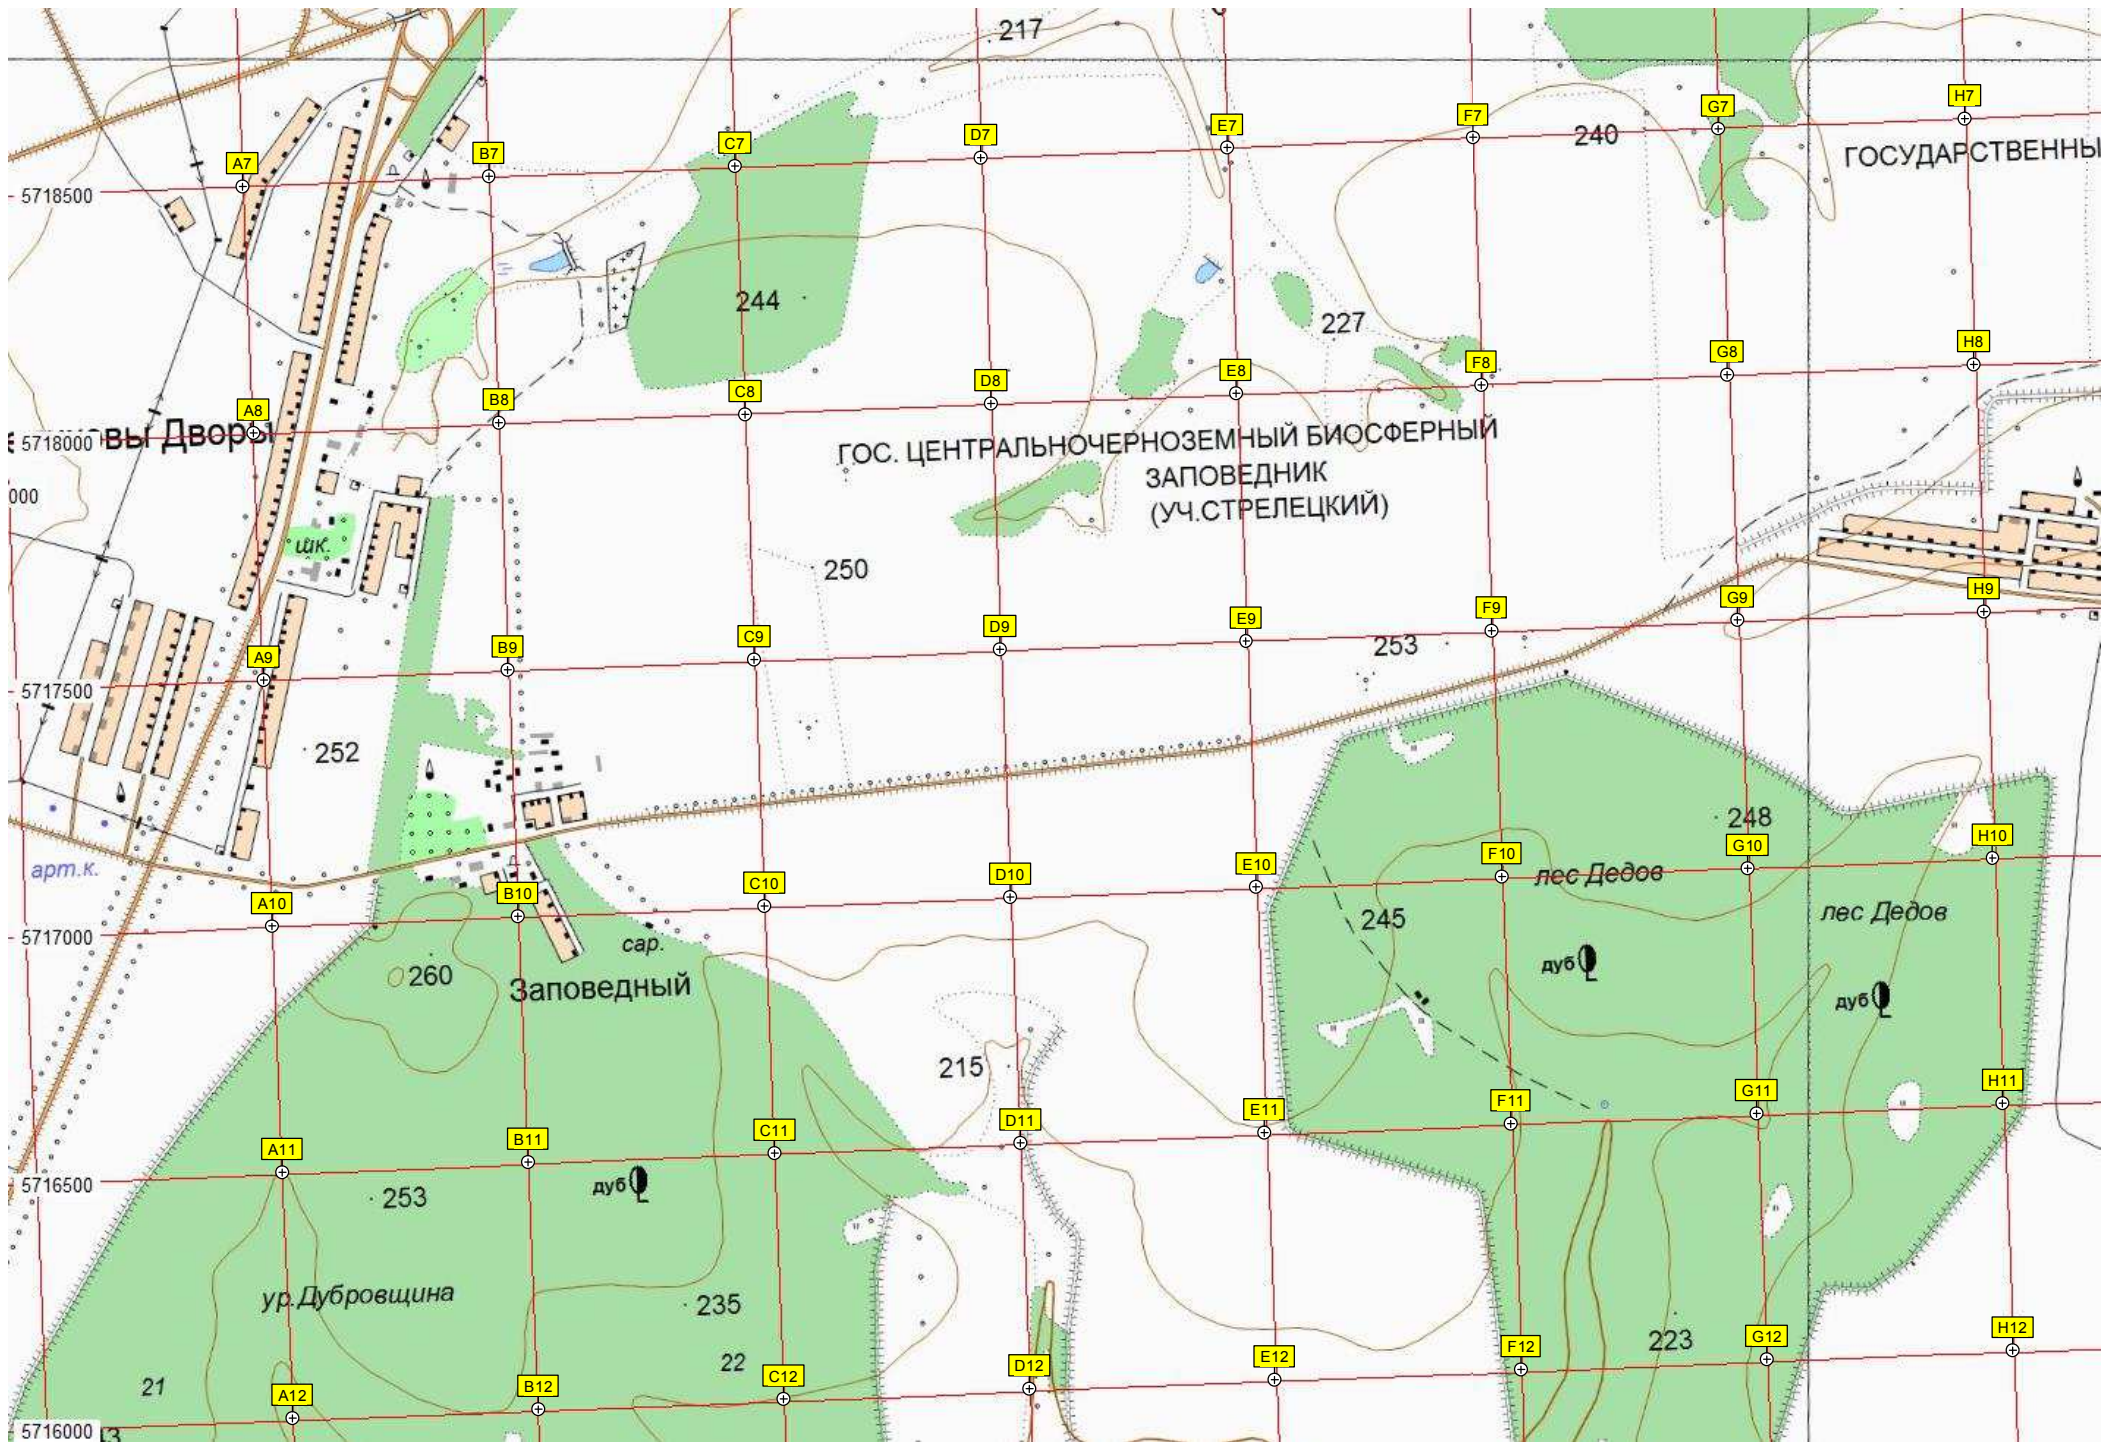 217
H7
G7
F7
240
E7
D7
C7
B7
A7
ГОСУДАРСТВЕННЫ
5718500
244
227
H8
G8
F8
E8
D8
C8
B8
A8
5718000
овы Дворы
ГОС. ЦЕНТРАЛЬНОЧЕРНОЗЕМНЫЙ БИОСФЕРНЫЙ
ЗАПОВЕДНИК
(УЧ.СТРЕЛЕЦКИЙ)
000
шк.
250
H9
G9
F9
E9
253
D9
C9
B9
A9
5717500
252
248
H10
G10
F10
лес Дедов
E10
D10
C10
B10
A10
арт.к.
лес Дедов
245
5717000
сар.
260
Заповедный
дуб
дуб
215
H11
G11
F11
E11
D11
C11
B11
A11
5716500
253
дуб
ур.Дубровщина
235
223
H12
G12
F12
E12
D12
C12
B12
A12
22
21
5716000